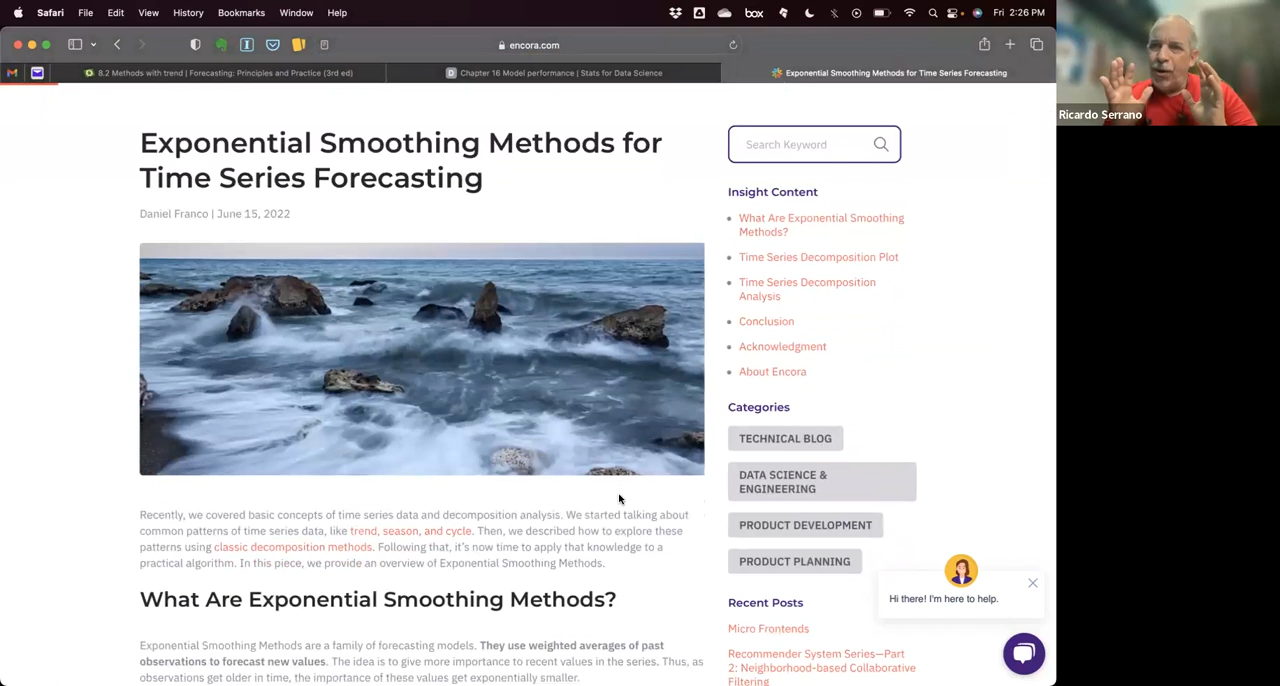 Safari File Edit View History Bookmarks Window Help
box
Fri 2:26 PM
encora.com
8.2 Methods with trend | Forecasting: Principles and Practice (3rd ed)
Chapter 16 Model performance | Stats for Data Science
Exponential Smoothing Methods for Time Series Forecasting
Ricardo Serrano
Exponential Smoothing Methods for
Time Series Forecasting
Daniel Franco | June 15, 2022
Recently, we covered basic concepts of time series data and decomposition analysis. We started talking about
common patterns of time series data, like trend, season, and cycle. Then, we described how to explore these
patterns using classic decomposition methods. Following that, it's now time to apply that knowledge to a
practical algorithm. In this piece, we provide an overview of Exponential Smoothing Methods.
What Are Exponential Smoothing Methods?
Exponential Smoothing Methods are a family of forecasting models. They use weighted averages of past
observations to forecast new values. The idea is to give more importance to recent values in the series. Thus, as
observations get older in time, the importance of these values get exponentially smaller.
Search Keyword
Insight Content
What Are Exponential Smoothing
Methods?
Time Series Decomposition Plot
Time Series Decomposition
Analysis
Conclusion
Acknowledgment
About Encora
Categories
TECHNICAL BLOG
DATA SCIENCE &
ENGINEERING
PRODUCT DEVELOPMENT
PRODUCT PLANNING
Hi there! I'm here to help.
Recent Posts
Micro Frontends
Recommender System Series—Part
2: Neighborhood-based Collaborative
Filtering